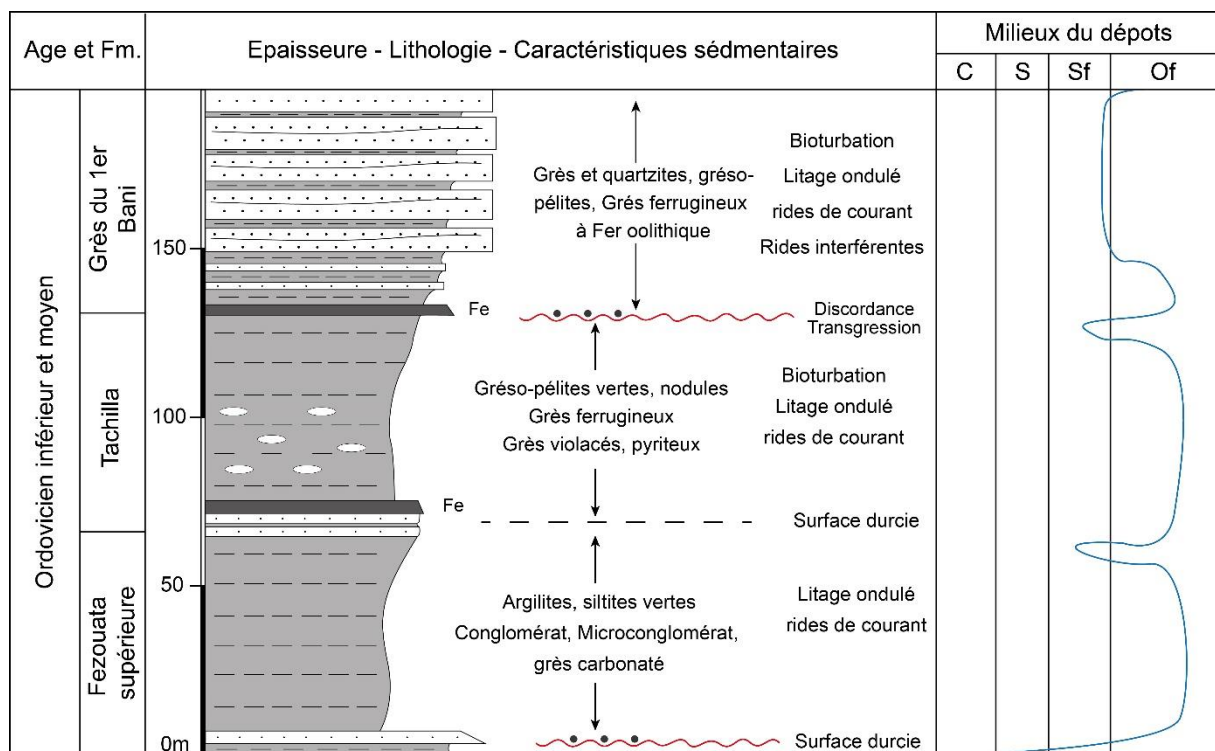 Age et Fm.
Epaisseure - Lithologie - Caractéristiques sédmentaires
Milieux du dépots
C
S
Sf
Of
Ordovicien inférieur et moyen
Grès du 1er
Bani
150
Grès et quartzites, gréso-
pélites, Grés ferrugineux
à Fer oolithique
Bioturbation
Litage ondulé
rides de courant
Rides interférentes
Fe
Discordance
Transgression
Tachilla
100
Gréso-pélites vertes, nodules
Grès ferrugineux
Grès violacés, pyriteux
Bioturbation
Litage ondulé
rides de courant
Fe
Surface durcie
Fezouata
supérieure
50
Argilites, siltites vertes
Conglomérat, Microconglomérat,
grès carbonaté
Litage ondulé
rides de courant
0m
Surface durcie